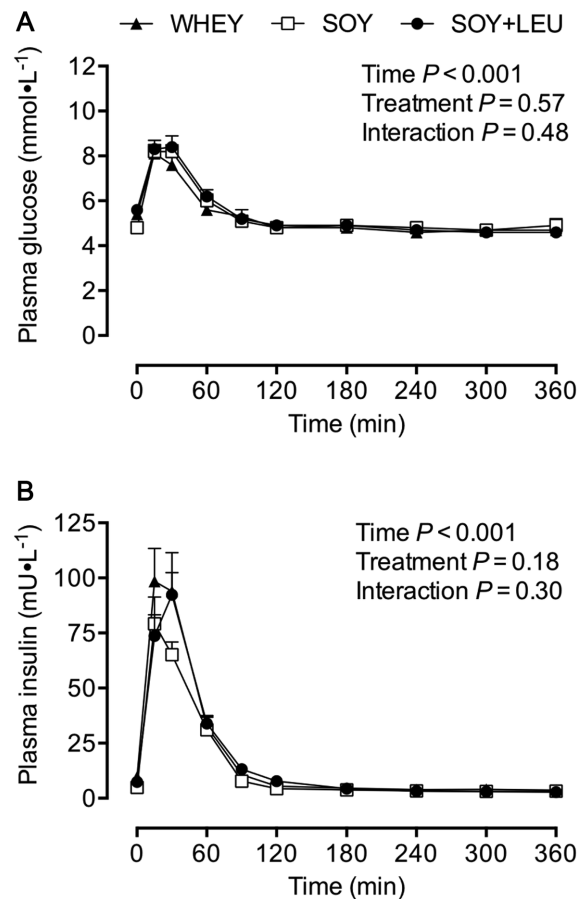 A
WHEY SOY SOY+LEU
Plasma glucose (mmol•L⁻¹)
12
10
8
6
4
2
0
Time P < 0.001
Treatment P = 0.57
Interaction P = 0.48
0 60 120 180 240 300 360
Time (min)
B
Plasma insulin (mU•L⁻¹)
125
100
75
50
25
0
Time P < 0.001
Treatment P = 0.18
Interaction P = 0.30
0 60 120 180 240 300 360
Time (min)